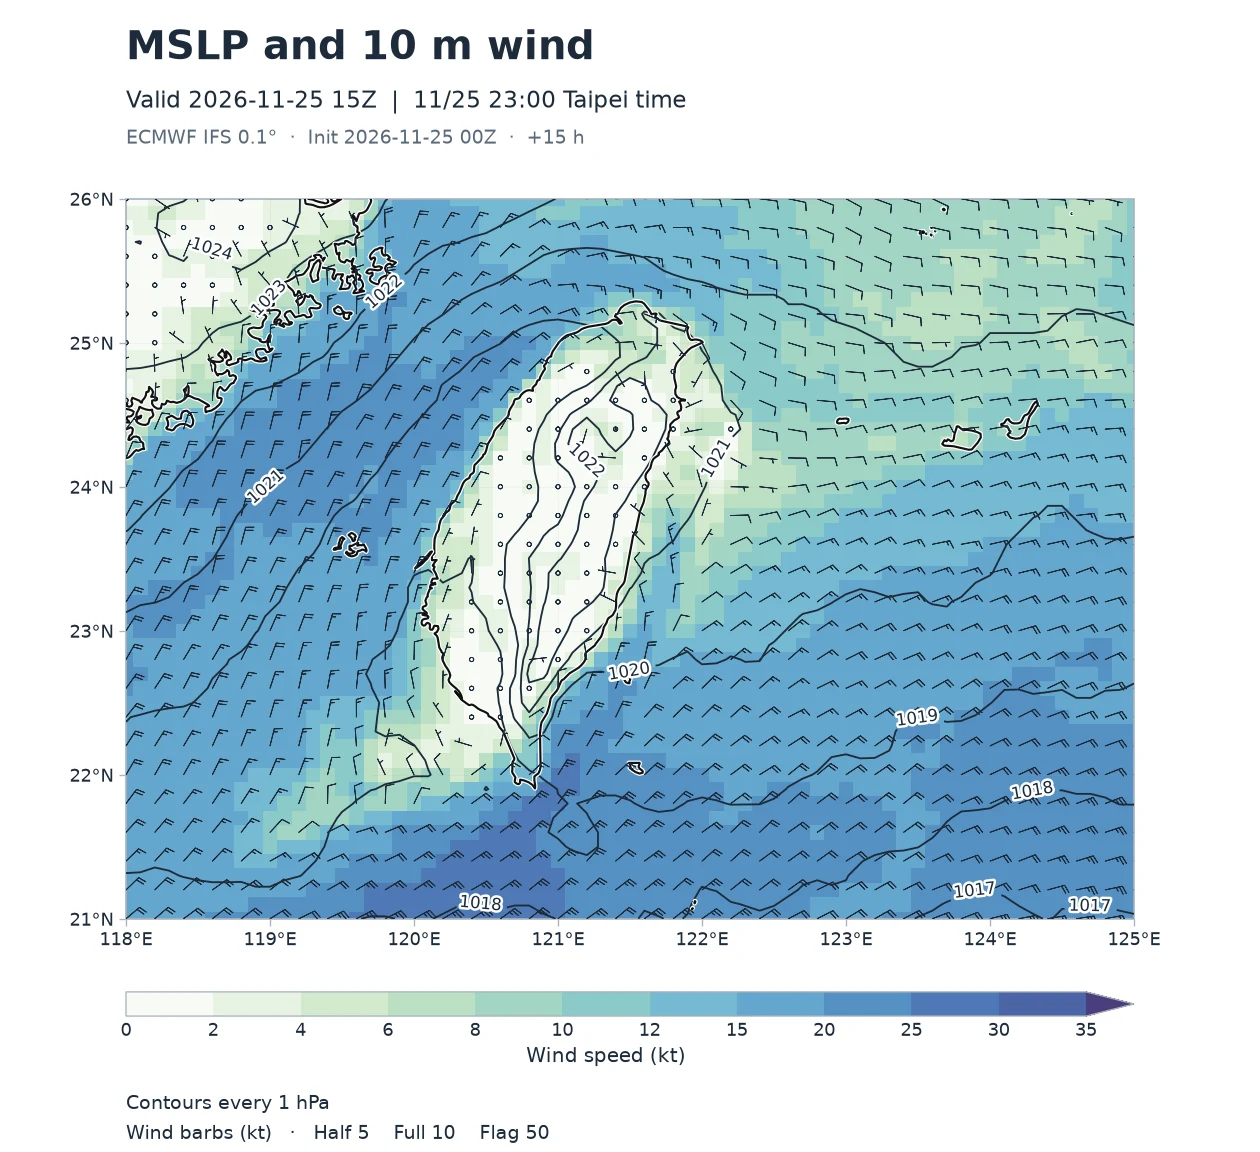 MSLP and 10 m wind
Valid 2026-11-25 15Z | 11/25 23:00 Taipei time
ECMWF IFS 0.1° · Init 2026-11-25 00Z · +15 h
26°N
1024
1023
1022
25°N
1022
1021
24°N
1021
23°N
1020
1019
22°N
1018
1017
1018
1017
21°N
118°E 119°E 120°E 121°E 122°E 123°E 124°E 125°E
0 2 4 6 8 10 12 15 20 25 30 35
Wind speed (kt)
Contours every 1 hPa
Wind barbs (kt) · Half 5 Full 10 Flag 50